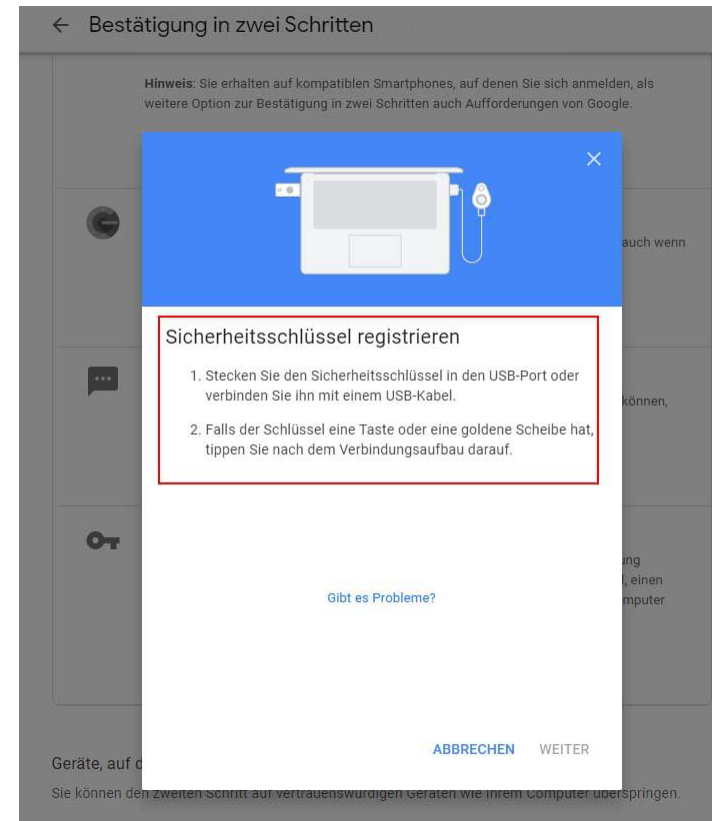 Bestätigung in zwei Schritten
Hinweis: Sie erhalten auf kompatiblen Smartphones, auf denen Sie sich anmelden, als
weitere Option zur Bestätigung in zwei Schritten auch Aufforderungen von Google.
auch wenn
Sicherheitsschlüssel registrieren
1. Stecken Sie den Sicherheitsschlüssel in den USB-Port oder
verbinden Sie ihn mit einem USB-Kabel.
können,
2. Falls der Schlüssel eine Taste oder eine goldene Scheibe hat,
tippen Sie nach dem Verbindungsaufbau darauf.
ung
l, einen
Gibt es Probleme?
mputer
ABBRECHEN WEITER
Geräte, auf d
Sie können den zweiten Schritt auf vertrauenswürdigen Geräten wie Ihrem Computer überspringen.